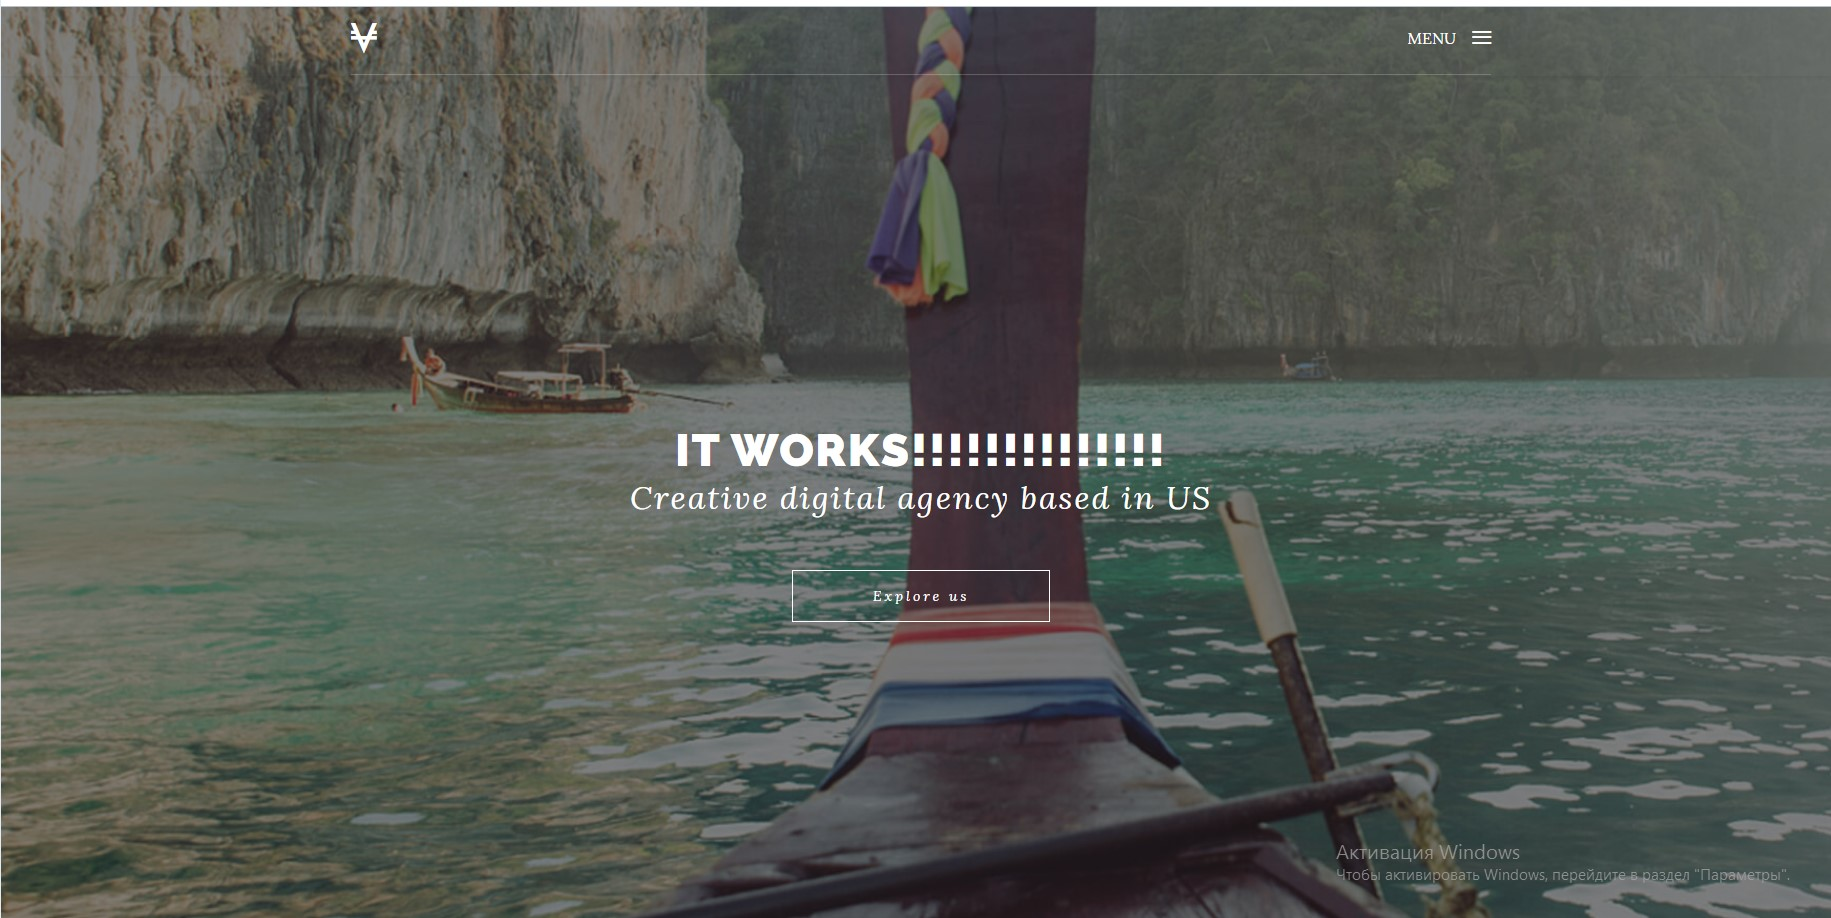 MENU
IT WORKS!!!!!!!!!!!!!!
Creative digital agency based in US
Explore us
Активация Windows
Чтобы активировать Windows, перейдите в раздел "Параметры".